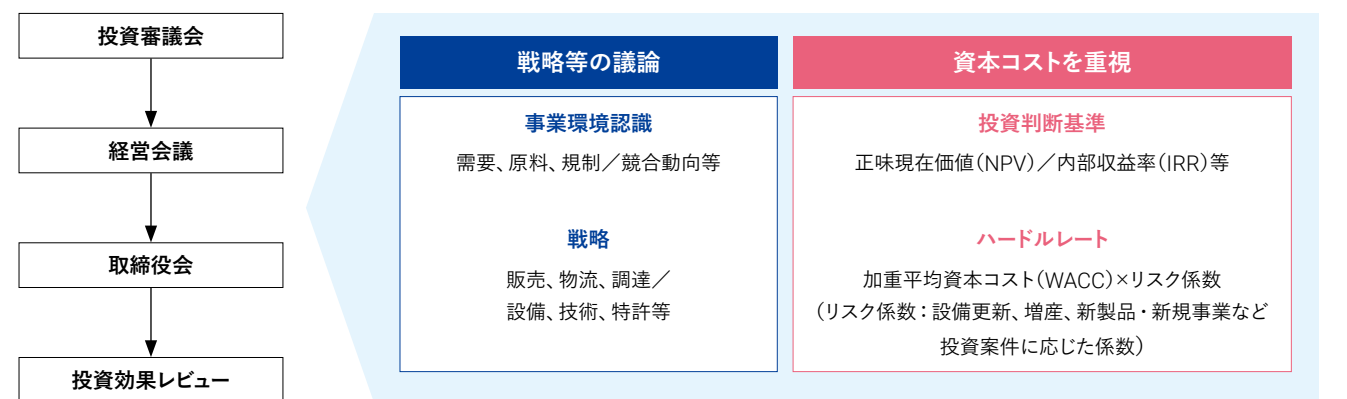 投資審議会
経営会議
取締役会
投資効果レビュー
戦略等の議論
事業環境認識
需要、原料、規制／競合動向等
戦略
販売、物流、調達／
設備、技術、特許等
資本コストを重視
投資判断基準
正味現在価値（NPV）／内部収益率（IRR）等
ハードルレート
加重平均資本コスト（WACC）×リスク係数
（リスク係数：設備更新、増産、新製品・新規事業など
投資案件に応じた係数）